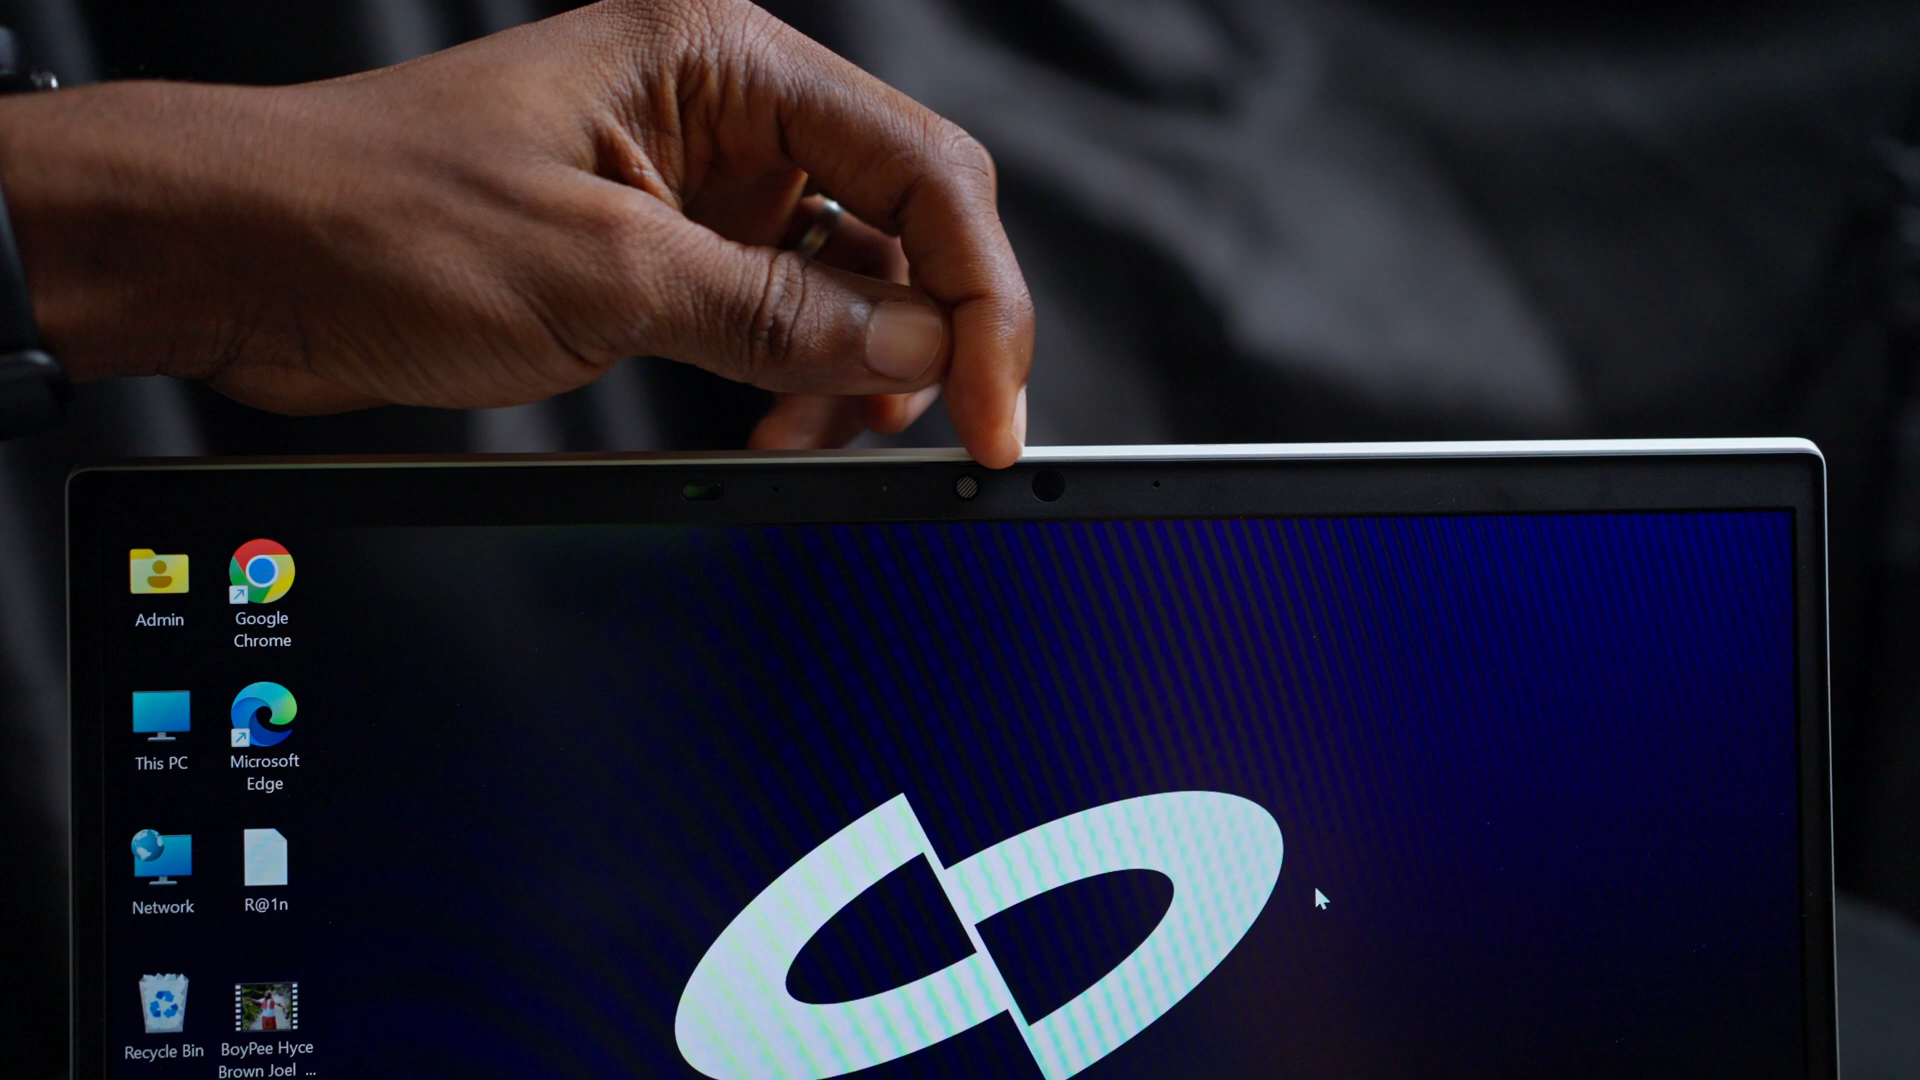 Admin
Google
Chrome
This PC
Microsoft
Edge
Network
R@1n
Recycle Bin
BoyPee Hyce
Brown Joel ...